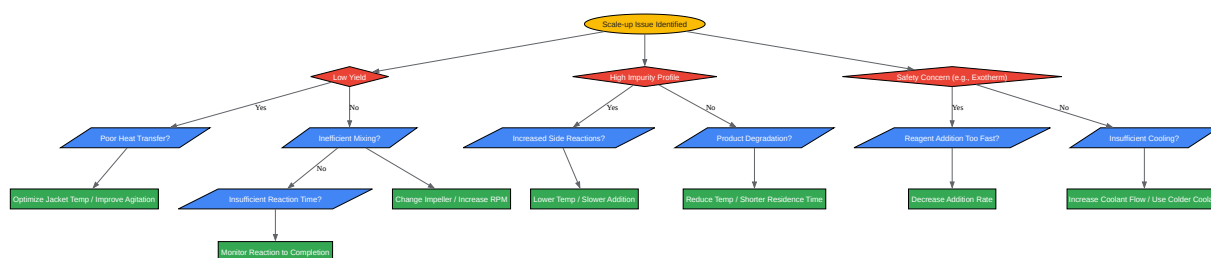 Scale-up Issue Identified
Low Yield
High Impurity Profile
Safety Concern (e.g., Exotherm)
Yes
No
Yes
No
Yes
No
Poor Heat Transfer?
Inefficient Mixing?
Increased Side Reactions?
Product Degradation?
Reagent Addition Too Fast?
Insufficient Cooling?
No
Optimize Jacket Temp / Improve Agitation
Insufficient Reaction Time?
Change Impeller / Increase RPM
Lower Temp / Slower Addition
Reduce Temp / Shorter Residence Time
Decrease Addition Rate
Increase Coolant Flow / Use Colder
Monitor Reaction to Completion